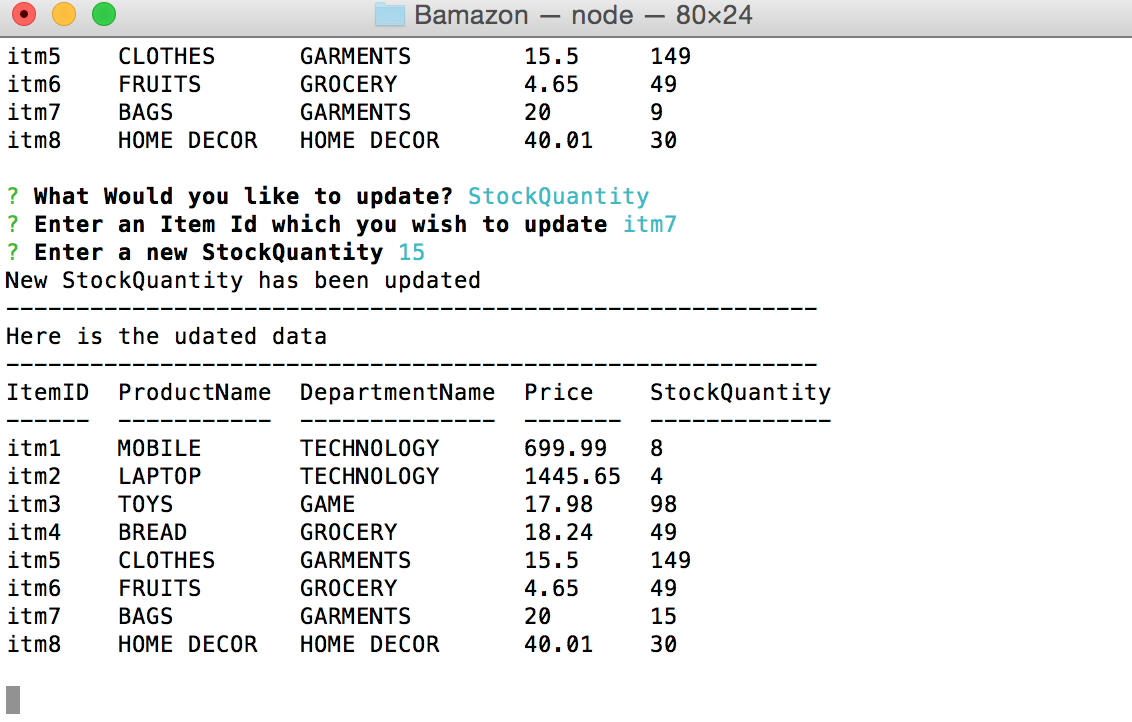 Bamazon — node — 80×24
itm5    CLOTHES      GARMENTS        15.5     149
itm6    FRUITS       GROCERY         4.65     49
itm7    BAGS         GARMENTS        20       9
itm8    HOME DECOR   HOME DECOR      40.01    30
? What Would you like to update? StockQuantity
? Enter an Item Id which you wish to update itm7
? Enter a new StockQuantity 15
New StockQuantity has been updated
----------------------------------------------------------
Here is the udated data
----------------------------------------------------------
ItemID  ProductName  DepartmentName  Price    StockQuantity
------  -----------  --------------  -------  -------------
itm1    MOBILE       TECHNOLOGY      699.99   8
itm2    LAPTOP       TECHNOLOGY      1445.65  4
itm3    TOYS         GAME            17.98    98
itm4    BREAD        GROCERY         18.24    49
itm5    CLOTHES      GARMENTS        15.5     149
itm6    FRUITS       GROCERY         4.65     49
itm7    BAGS         GARMENTS        20       15
itm8    HOME DECOR   HOME DECOR      40.01    30